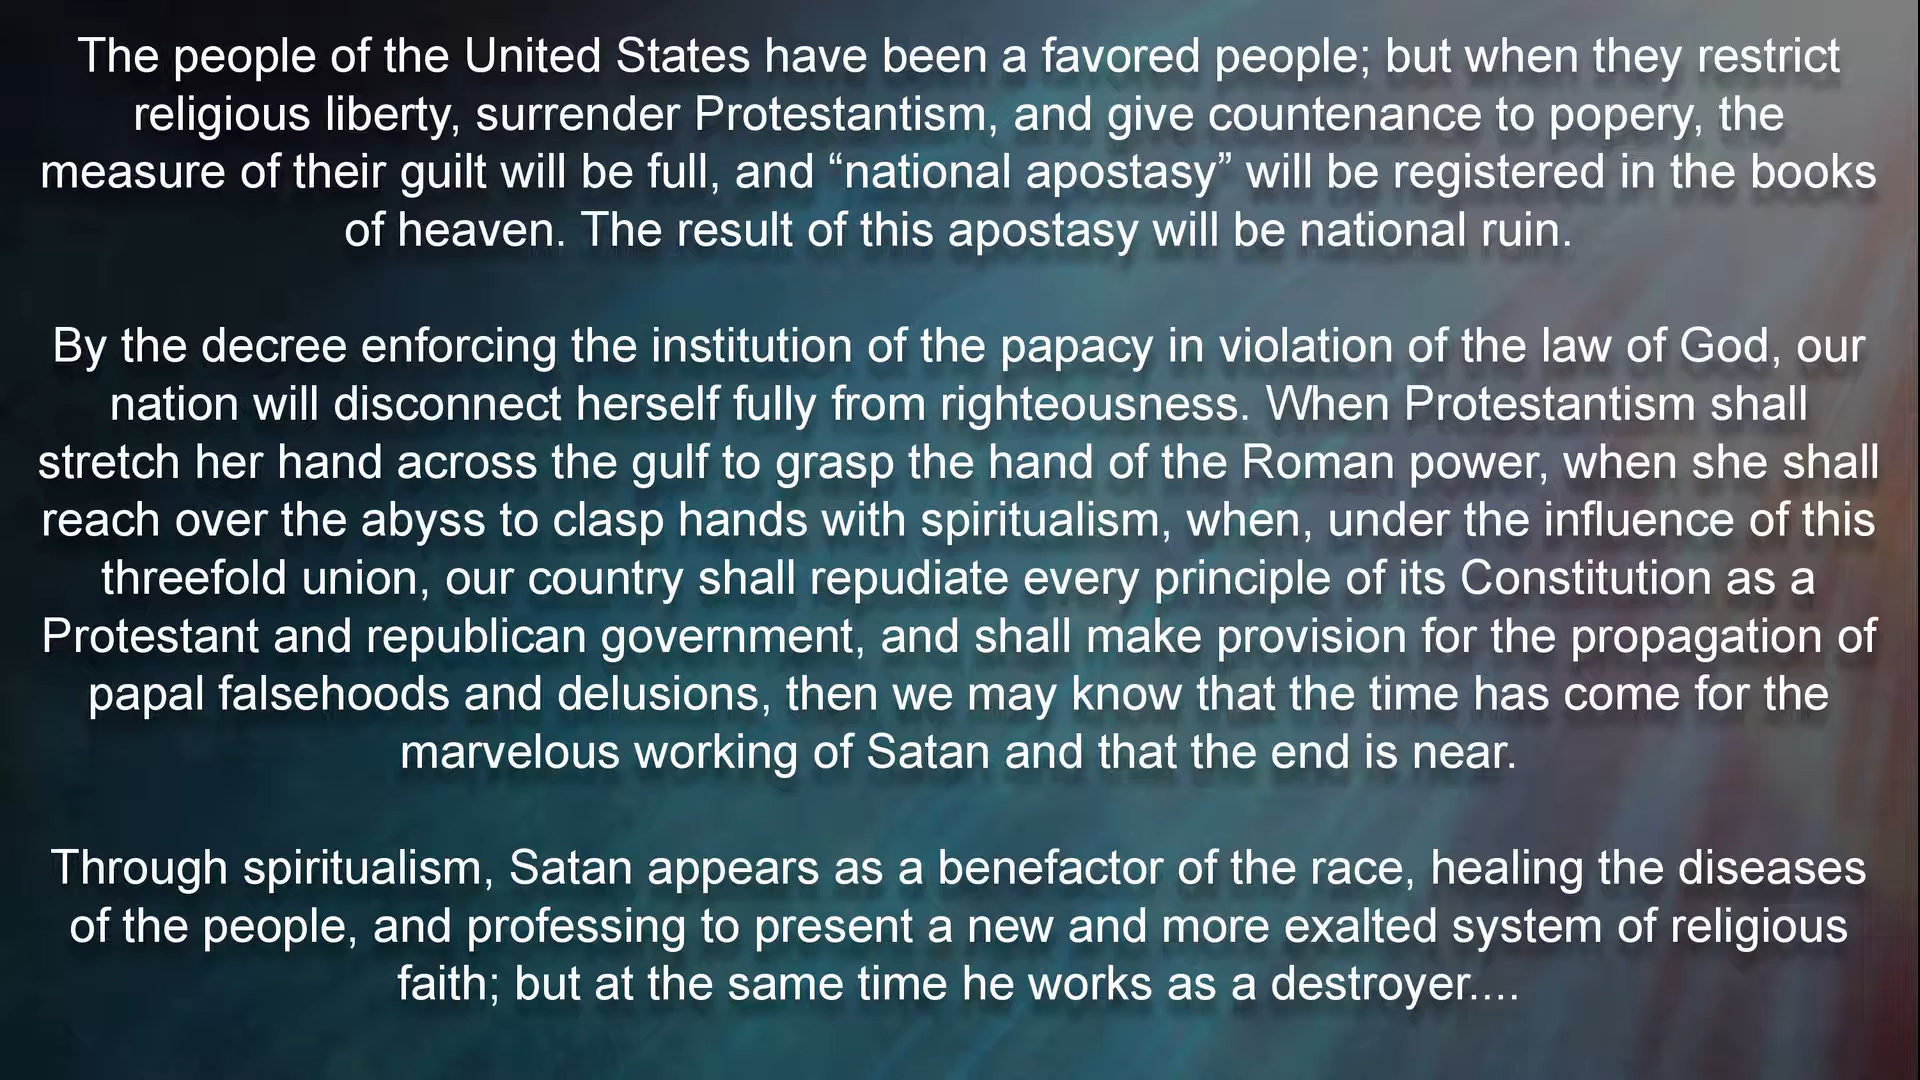 The people of the United States have been a favored people; but when they restrict
religious liberty, surrender Protestantism, and give countenance to popery, the
measure of their guilt will be full, and “national apostasy” will be registered in the books
of heaven. The result of this apostasy will be national ruin.
By the decree enforcing the institution of the papacy in violation of the law of God, our
nation will disconnect herself fully from righteousness. When Protestantism shall
stretch her hand across the gulf to grasp the hand of the Roman power, when she shall
reach over the abyss to clasp hands with spiritualism, when, under the influence of this
threefold union, our country shall repudiate every principle of its Constitution as a
Protestant and republican government, and shall make provision for the propagation of
papal falsehoods and delusions, then we may know that the time has come for the
marvelous working of Satan and that the end is near.
Through spiritualism, Satan appears as a benefactor of the race, healing the diseases
of the people, and professing to present a new and more exalted system of religious
faith; but at the same time he works as a destroyer....